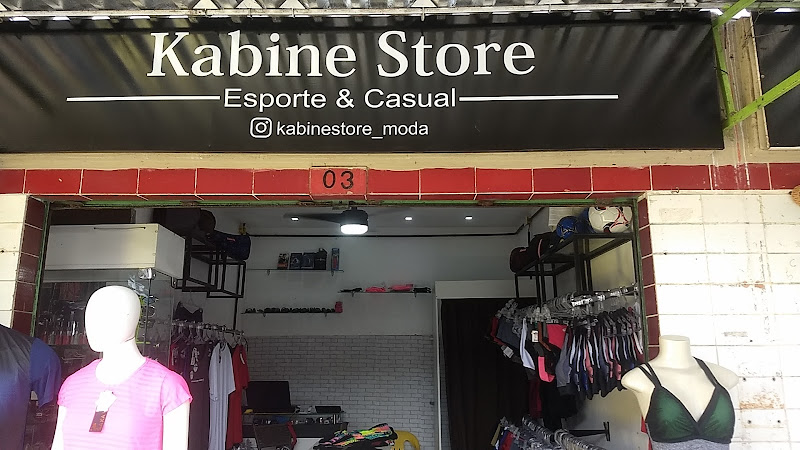 Kabine Store
Esporte & Casual
kabinestore_moda
03